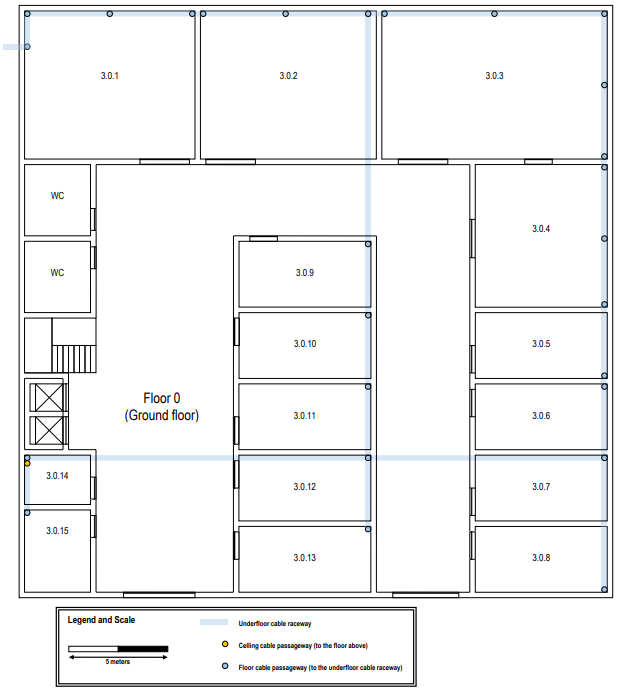 3.0.1
3.0.2
3.0.3
WC
3.0.4
WC
3.0.9
3.0.10
3.0.5
Floor 0
(Ground floor)
3.0.11
3.0.6
3.0.14
3.0.12
3.0.7
3.0.15
3.0.13
3.0.8
Legend and Scale
Underfloor cable raceway
Celling cable passageway (to the floor above)
5 meters
Floor cable passageway (to the underfloor cable raceway)